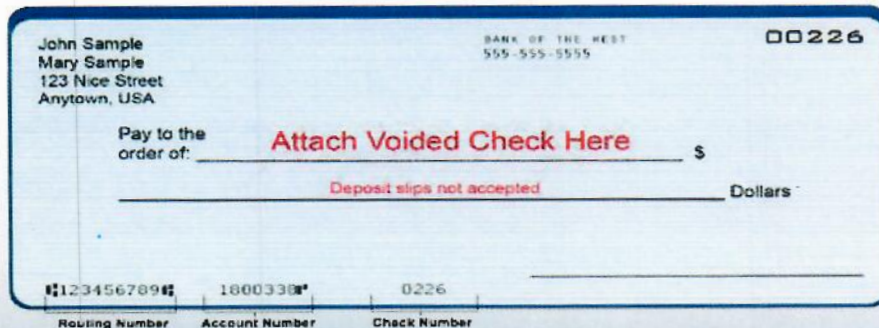 John Sample
Mary Sample
123 Nice Street
Anytown, USA
BANK OF THE WEST
555-555-5555
00226
Pay to the
order of: Attach Voided Check Here $
Deposit slips not accepted Dollars
⑆123456789⑆ 1800338⑈ 0226
Routing Number Account Number Check Number